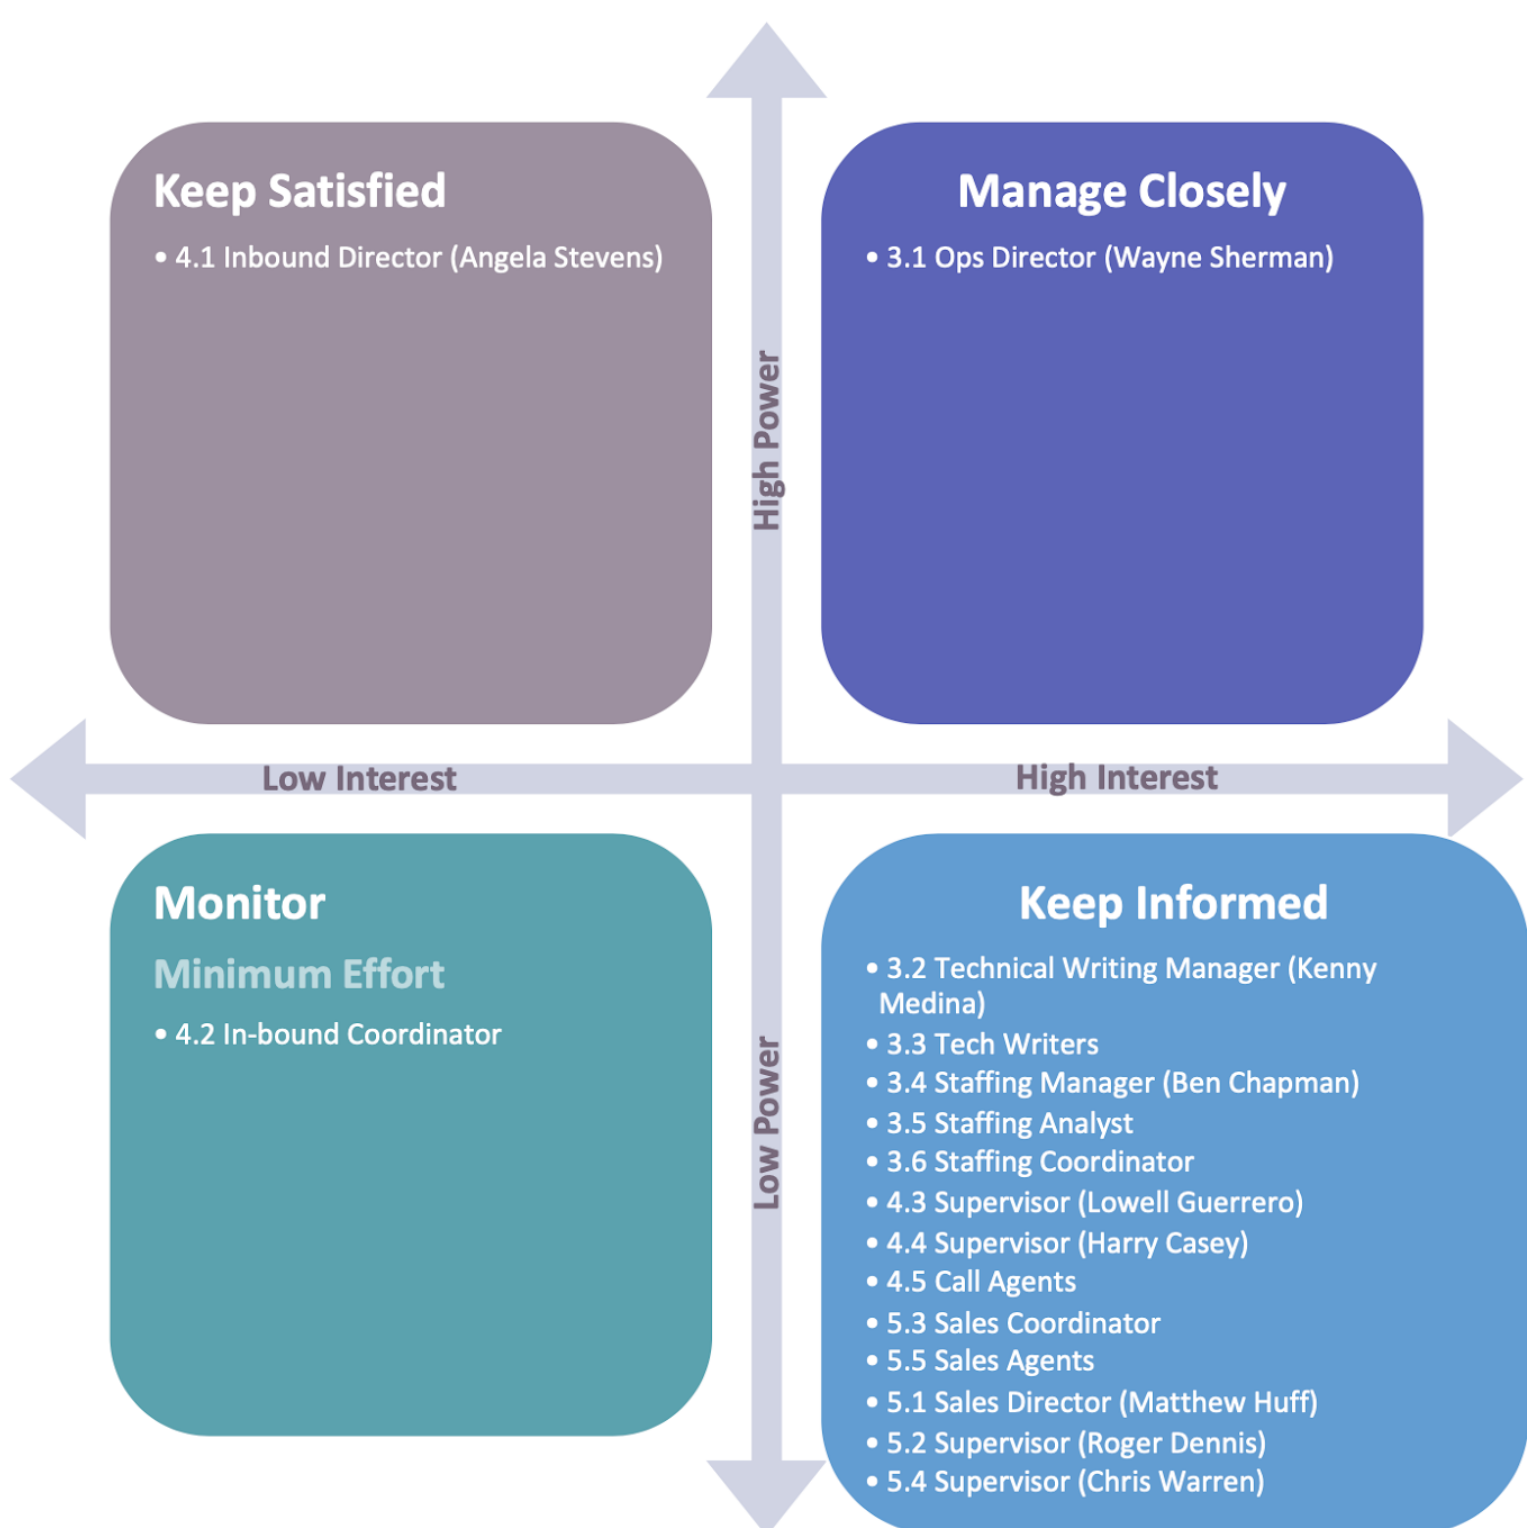 Keep Satisfied
• 4.1 Inbound Director (Angela Stevens)
Manage Closely
• 3.1 Ops Director (Wayne Sherman)
High Power
Low Interest
High Interest
Monitor
Minimum Effort
• 4.2 In-bound Coordinator
Low Power
Keep Informed
• 3.2 Technical Writing Manager (Kenny
Medina)
• 3.3 Tech Writers
• 3.4 Staffing Manager (Ben Chapman)
• 3.5 Staffing Analyst
• 3.6 Staffing Coordinator
• 4.3 Supervisor (Lowell Guerrero)
• 4.4 Supervisor (Harry Casey)
• 4.5 Call Agents
• 5.3 Sales Coordinator
• 5.5 Sales Agents
• 5.1 Sales Director (Matthew Huff)
• 5.2 Supervisor (Roger Dennis)
• 5.4 Supervisor (Chris Warren)